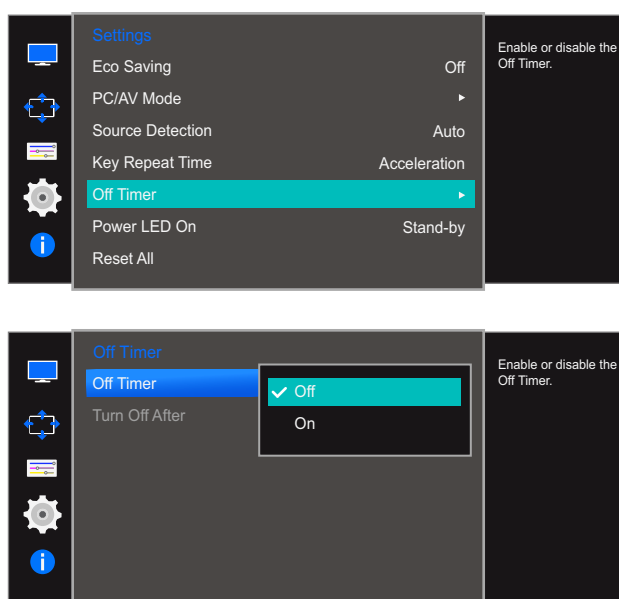 Settings
Eco Saving Off
PC/AV Mode
Source Detection Auto
Key Repeat Time Acceleration
Off Timer
Power LED On Stand-by
Reset All
Enable or disable the
Off Timer.
Off Timer
Off Timer
Off
Turn Off After
On
Enable or disable the
Off Timer.